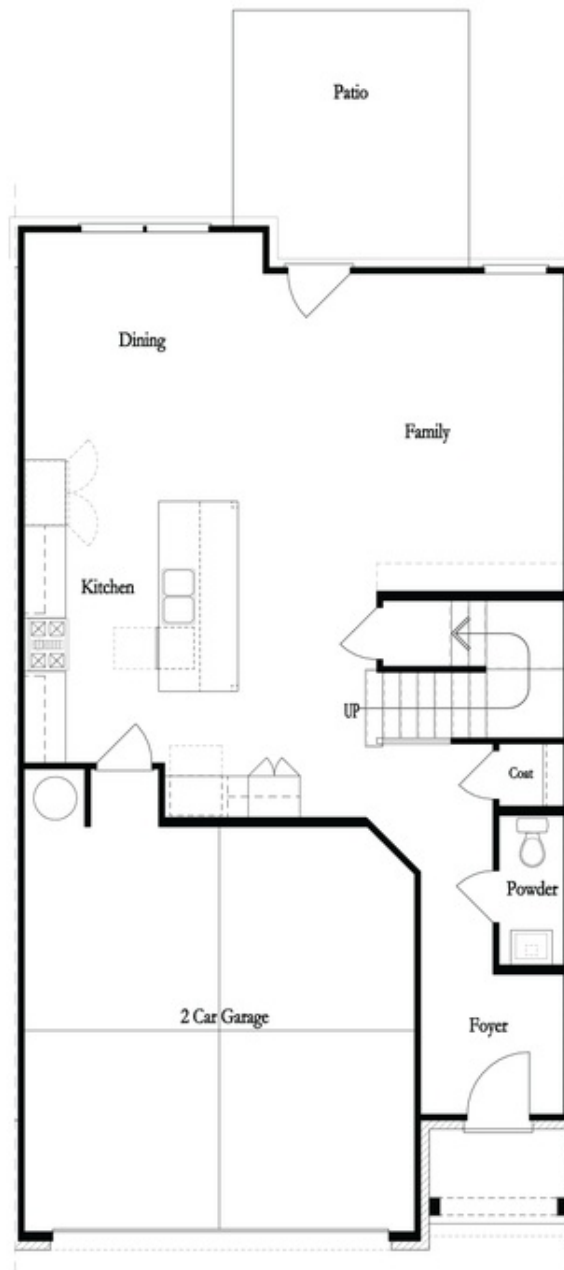 Patio
Dining
Family
Kitchen
UP
Coat
Powder
2 Car Garage
Foyer